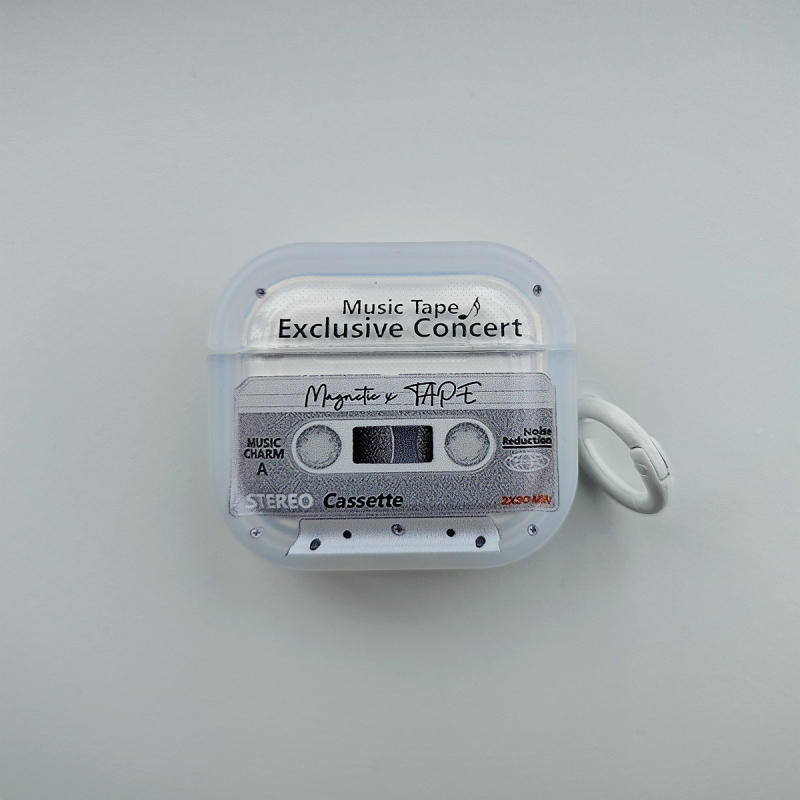 Music Tape
Exclusive Concert
Magnetic x TAPE
MUSIC
CHARM
A
Noise
Reduction
STEREO Cassette
2X30 MIN